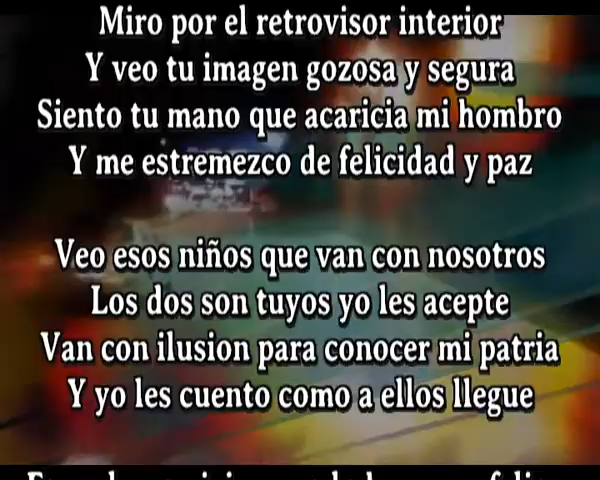 Miro por el retrovisor interior
Y veo tu imagen gozosa y segura
Siento tu mano que acaricia mi hombro
Y me estremezco de felicidad y paz
Veo esos niños que van con nosotros
Los dos son tuyos yo les acepte
Van con ilusion para conocer mi patria
Y yo les cuento como a ellos llegue